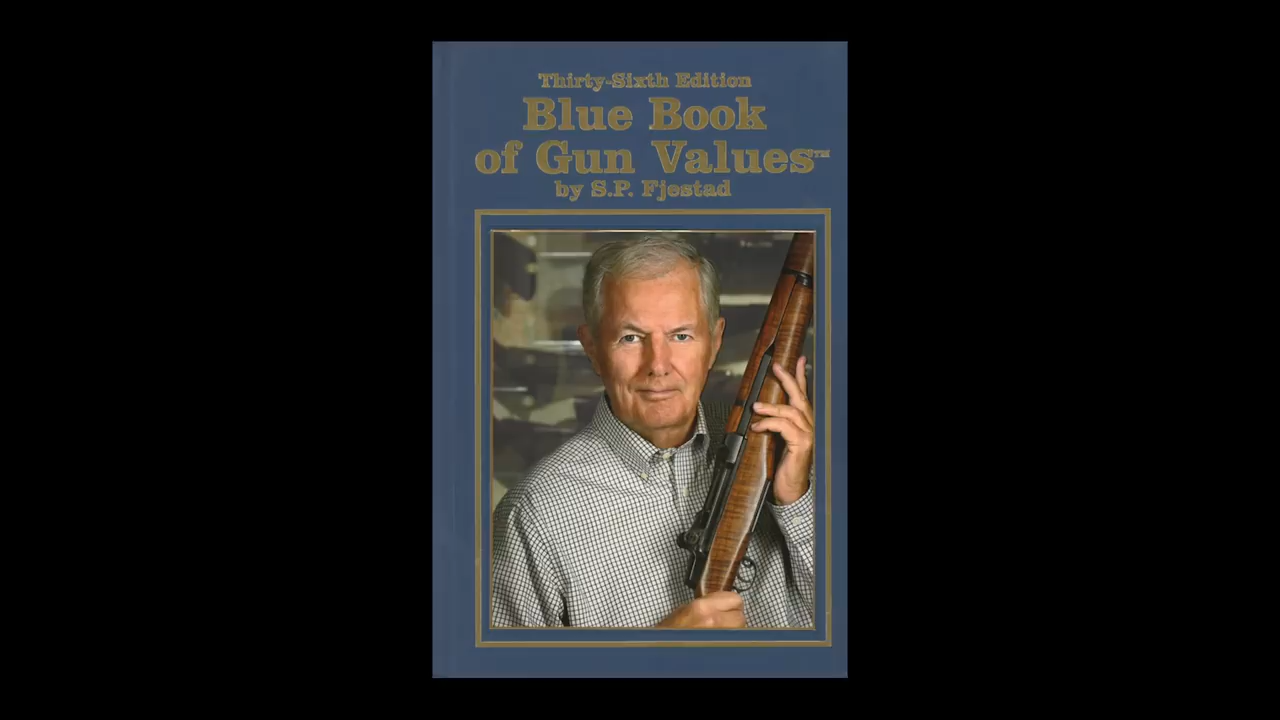 Thirty-Sixth Edition
Blue Book
of Gun Values™
by S.P. Fjestad